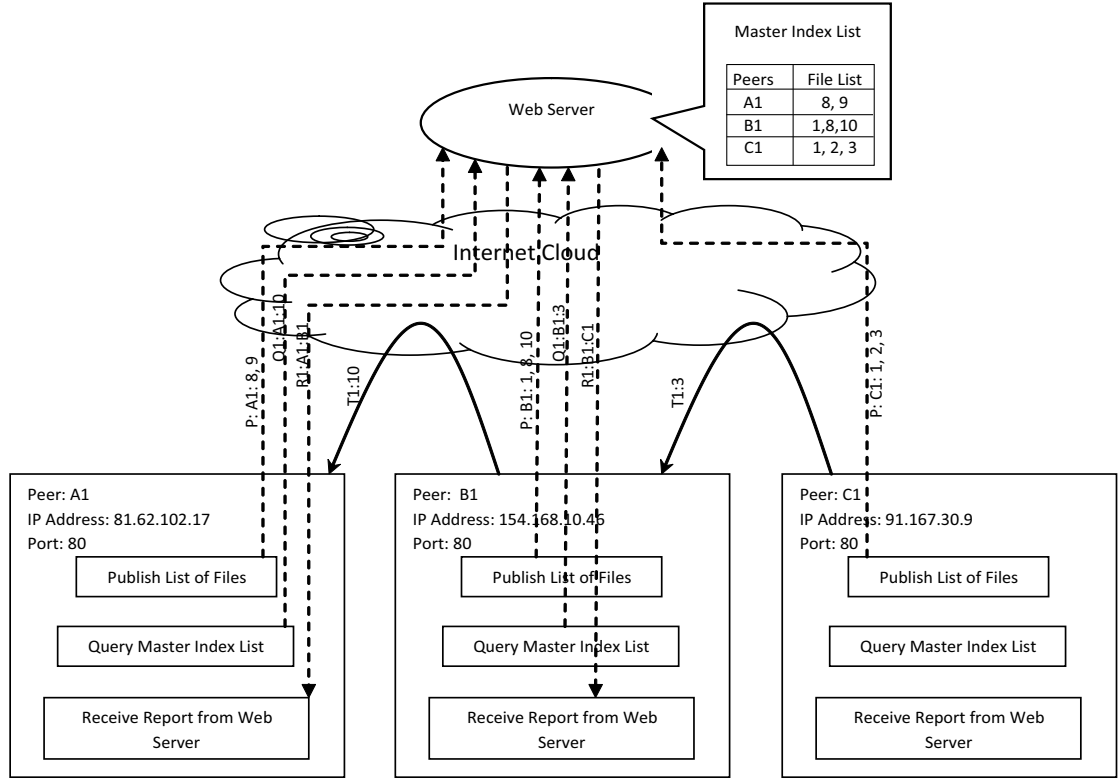 Master Index List
Peers File List
A1 8, 9
B1 1,8,10
C1 1, 2, 3
Web Server
Internet Cloud
P: A1: 8, 9
Q1:A1:10
R1:A1:B1
T1:10
P: B1: 1, 8, 10
Q1:B1:3
R1:B1:C1
T1:3
P: C1: 1, 2, 3
Peer: A1
IP Address: 81.62.102.17
Port: 80
Publish List of Files
Query Master Index List
Receive Report from Web
Server
Peer: B1
IP Address: 154.168.10.46
Port: 80
Publish List of Files
Query Master Index List
Receive Report from Web
Server
Peer: C1
IP Address: 91.167.30.9
Port: 80
Publish List of Files
Query Master Index List
Receive Report from Web
Server